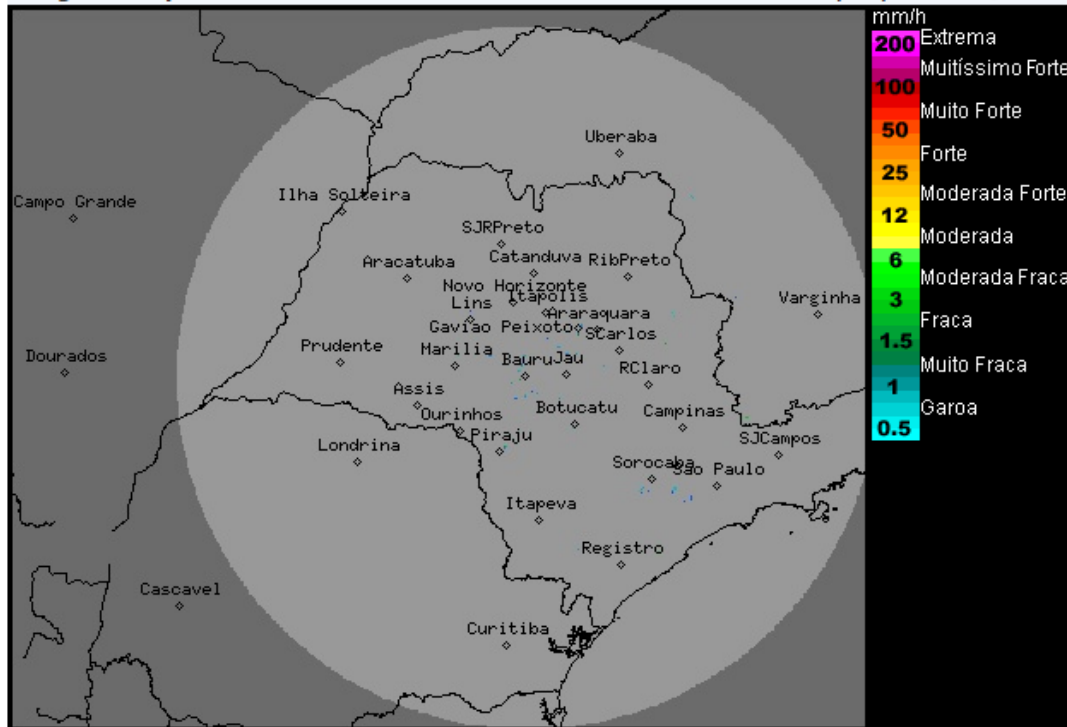 mm/h
200 Extrema
Muitíssimo Forte
100
Muito Forte
50
Forte
25
Moderada Forte
12
Moderada
6
Moderada Fraca
3
Fraca
1.5
Muito Fraca
1
Garoa
0.5
Uberaba
Ilha Solteira
Campo Grande
SJRPreto
Catanduva
RibPreto
Aracatuba
Novo Horizonte
Itapolis
Varginha
Lins
Araraquara
Gaviao Peixoto
SCarlos
Prudente
Marilia
Dourados
Bauru
Jau
RClaro
Assis
Botucatu
Campinas
Ourinhos
Piraju
SJCampos
Londrina
Sorocaba
Sao Paulo
Itapeva
Registro
Cascavel
Curitiba